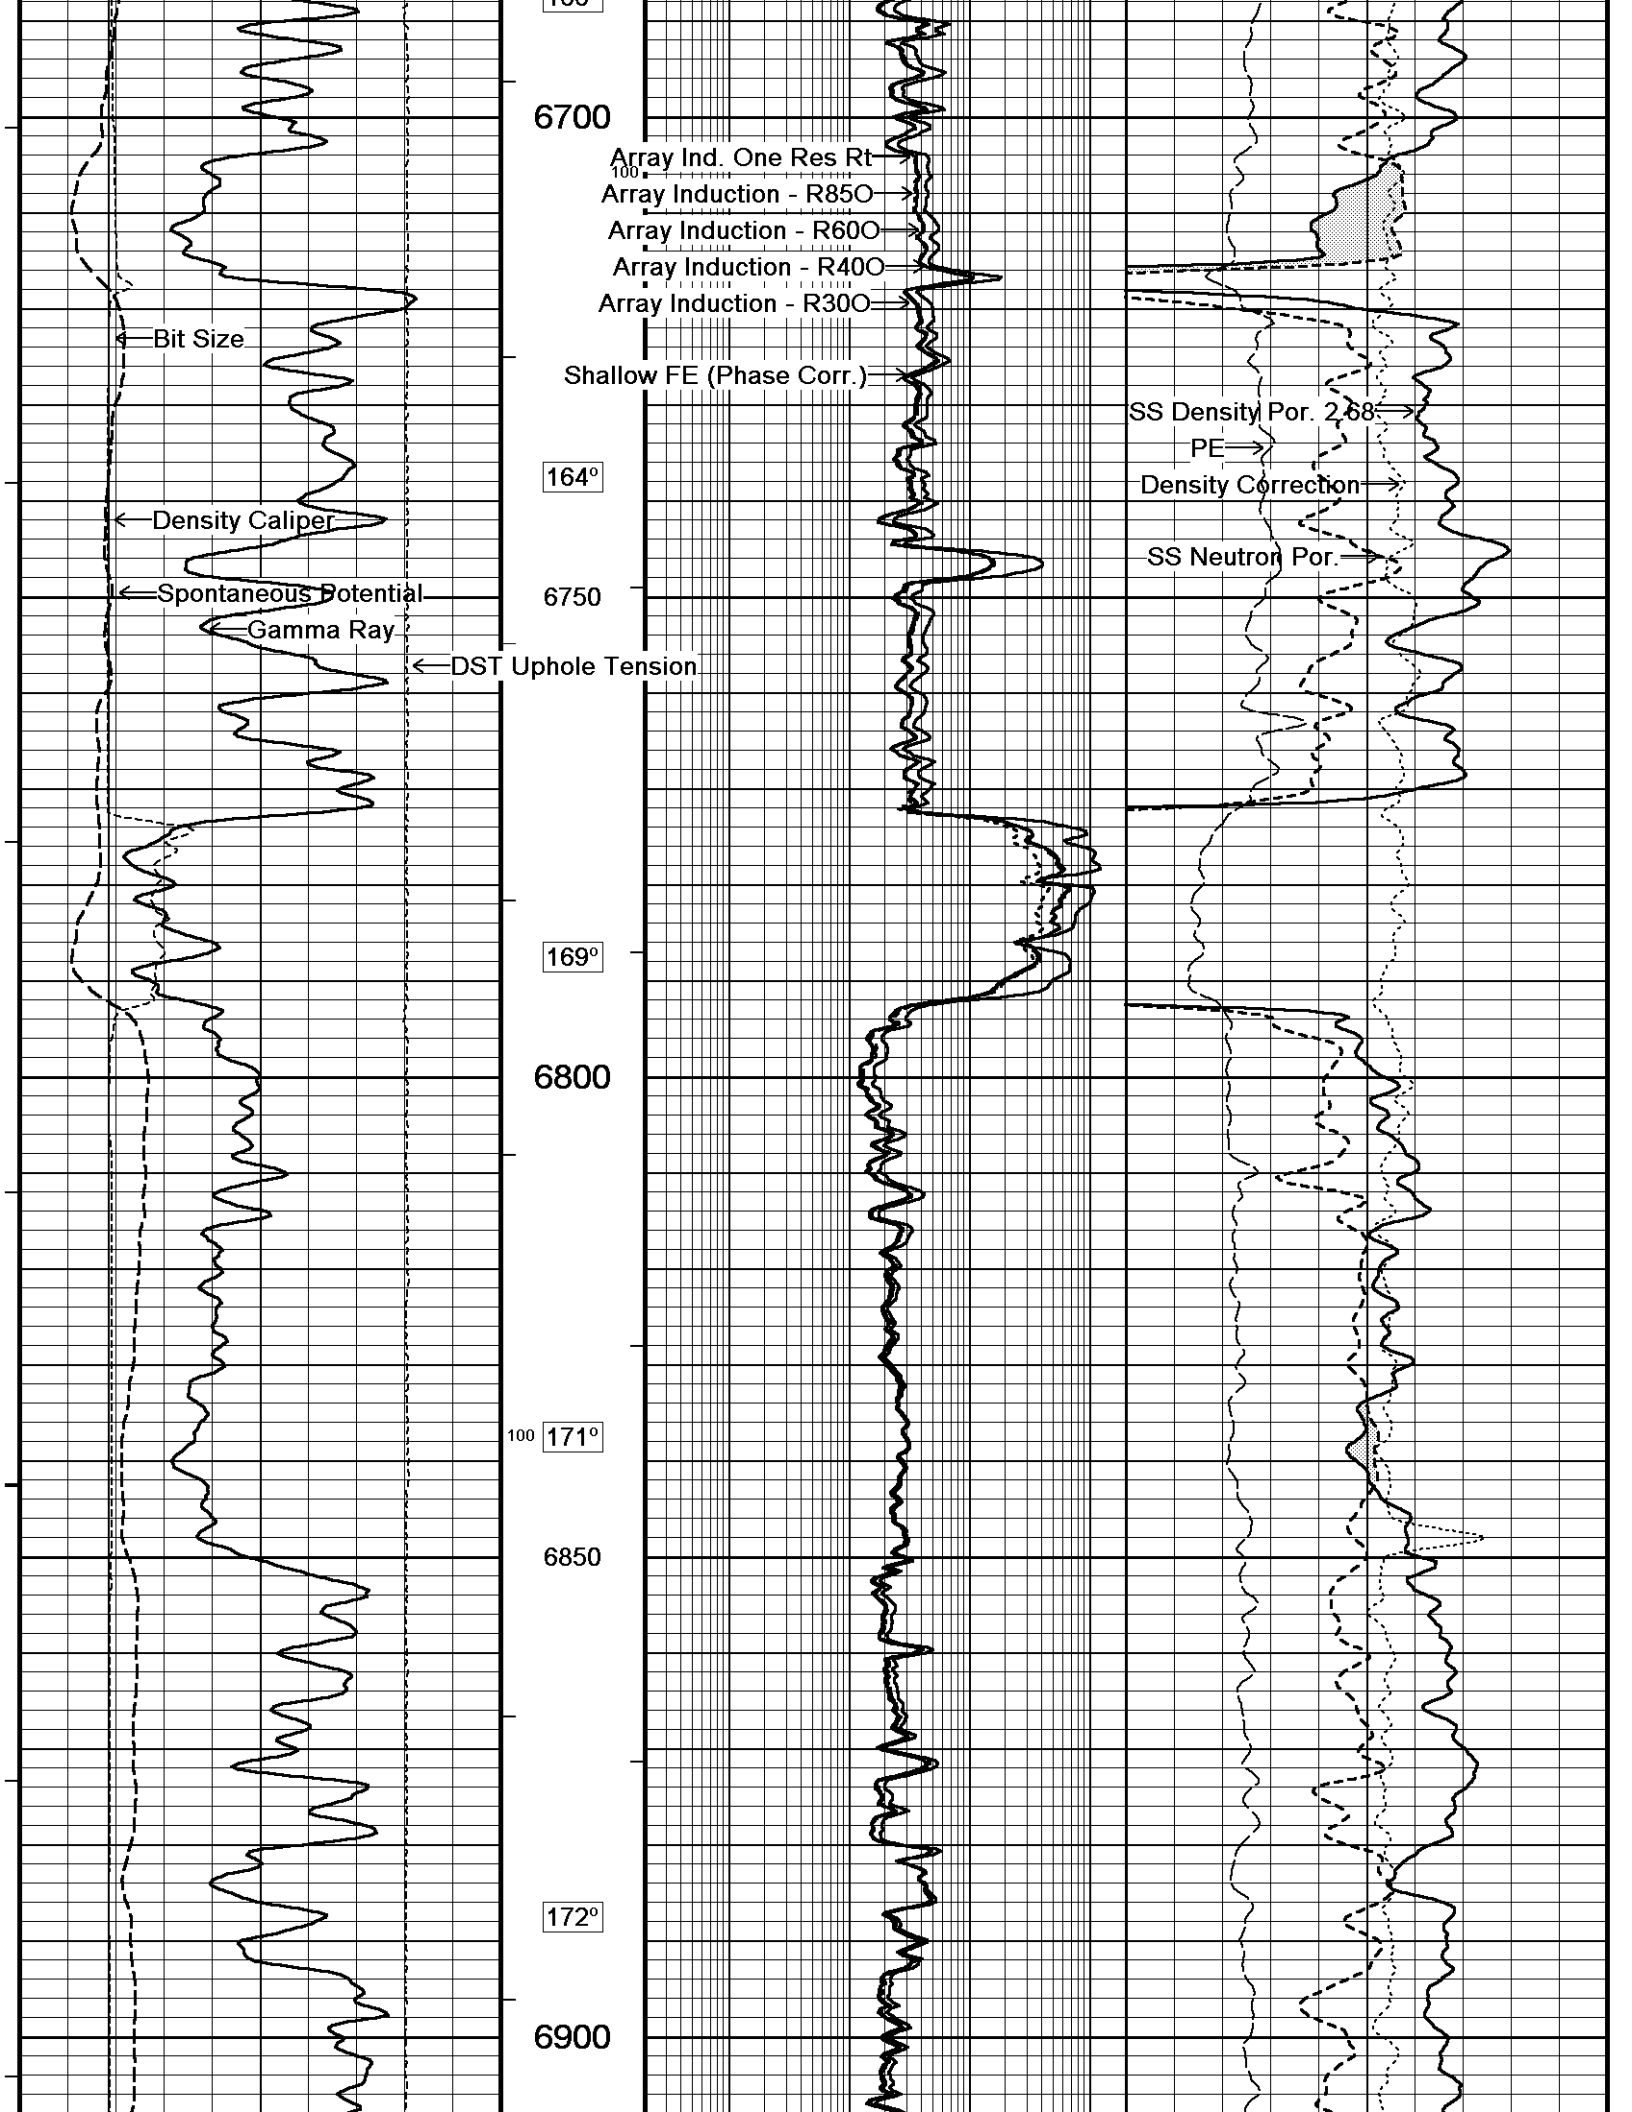 6700
Array Ind. One Res Rt
100
Array Induction - R85O
Array Induction - R60O
Array Induction - R40O
Array Induction - R30O
Bit Size
Shallow FE (Phase Corr.)
SS Density Por. 2.68
PE
164°
Density Correction
Density Caliper
SS Neutron Por.
Spontaneous Potential
6750
Gamma Ray
DST Uphole Tension
169°
6800
100
171°
6850
172°
6900